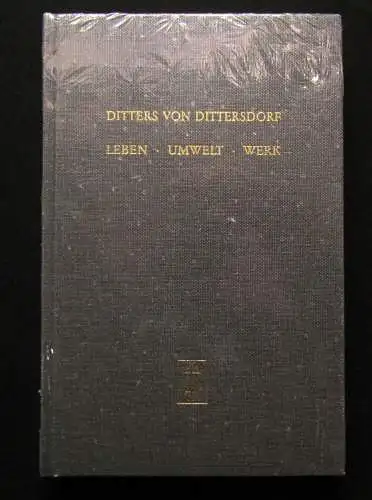 DITTERS VON DITTERSDORF
LEBEN · UMWELT · WERK